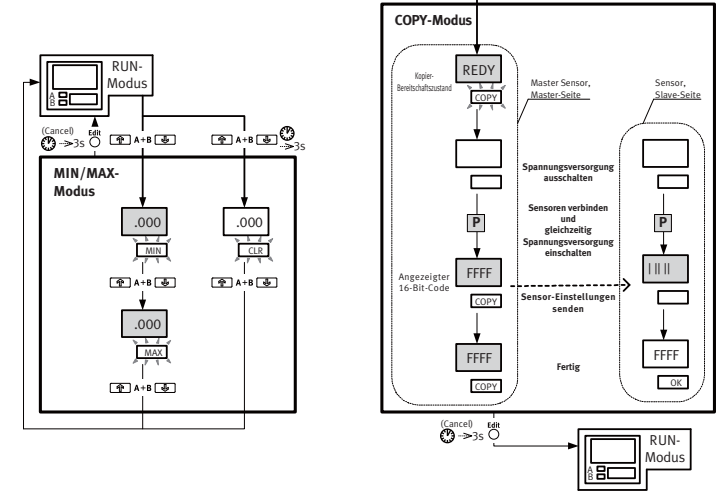 RUN-
Modus
A
B
(Cancel)
Edit
->3s
A+B
A+B
->3s
MIN/MAX-
Modus
.000
MIN
.000
CLR
A+B
A+B
.000
MAX
A+B
COPY-Modus
Kopier-
Bereitschaftszustand
REDY
COPY
Master Sensor,
Master-Seite
Sensor,
Slave-Seite
Spannungsversorgung
ausschalten
P
Sensoren verbinden
und
gleichzeitig
Spannungsversorgung
einschalten
P
Angezeigter
16-Bit-Code
FFFF
COPY
Sensor-Einstellungen
senden
FFFF
COPY
Fertig
FFFF
OK
(Cancel)
Edit
->3s
RUN-
Modus
A
B